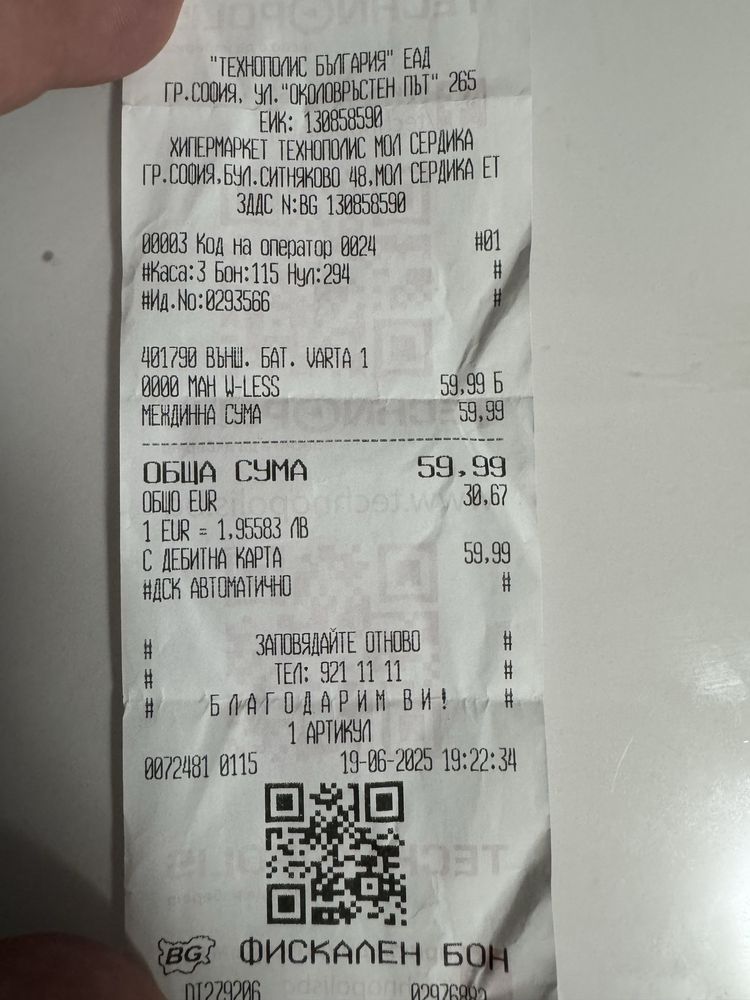 "ТЕХНОПОЛИС БЪЛГАРИЯ" ЕАД
ГР.СОФИЯ, УЛ."ОКОЛОВРЪСТЕН ПЪТ" 265
ЕИК: 130858590
ХИПЕРМАРКЕТ ТЕХНОПОЛИС МОЛ СЕРДИКА
ГР.СОФИЯ,БУЛ.СИТНЯКОВО 48,МОЛ СЕРДИКА ЕТ
ЗДДС N:BG 130858590
00003 Код на оператор 0024 #01
#Каса:3 Бон:115 Нул:294 #
#Ид.No:0293566 #
401790 ВЪНШ. БАТ. VARTA 1
0000 MAH W-LESS 59,99 Б
МЕЖДИННА СУМА 59,99
ОБЩА СУМА 59.99
ОБЩО EUR 30,67
1 EUR = 1,95583 ЛВ
С ДЕБИТНА КАРТА 59,99
#ДСК АВТОМАТИЧНО #
# ЗАПОВЯДАЙТЕ ОТНОВО #
# ТЕЛ: 921 11 11 #
# Б Л А Г О Д А Р И М В И ! #
1 АРТИКУЛ
0072481 0115 19-06-2025 19:22:34
BG ФИСКАЛЕН БОН
DT279206 02976892